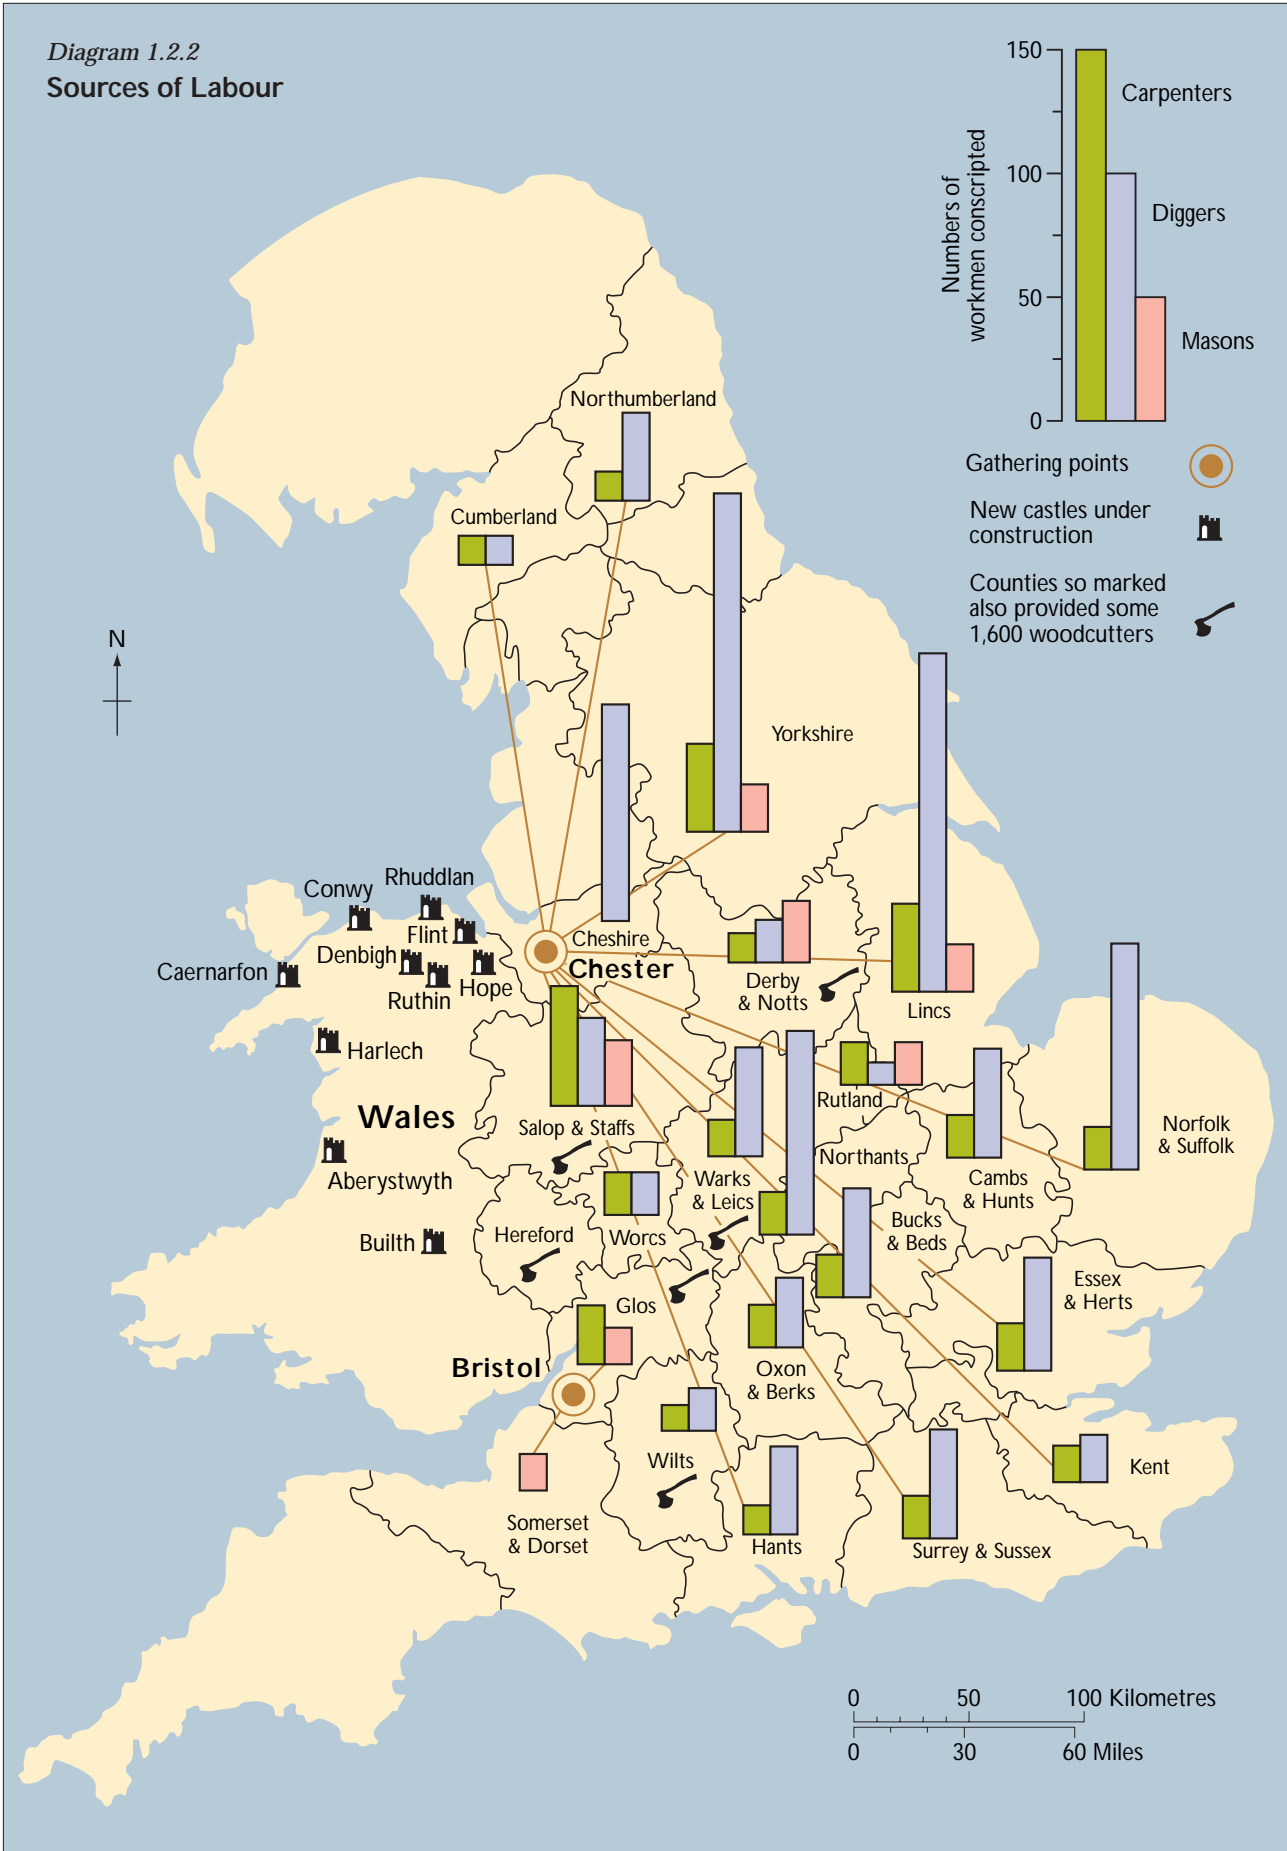 Diagram 1.2.2
Sources of Labour
150
100
50
0
Numbers of
workmen conscripted
Carpenters
Diggers
Masons
Gathering points
New castles under
construction
Counties so marked
also provided some
1,600 woodcutters
N
Northumberland
Cumberland
Yorkshire
Rhuddlan
Conwy
Flint
Denbigh
Caernarfon
Ruthin
Hope
Cheshire
Chester
Derby
& Notts
Lincs
Harlech
Wales
Salop & Staffs
Rutland
Norfolk
& Suffolk
Aberystwyth
Warks
& Leics
Northants
Cambs
& Hunts
Builth
Hereford
Worcs
Bucks
& Beds
Glos
Essex
& Herts
Bristol
Oxon
& Berks
Wilts
Kent
Somerset
& Dorset
Hants
Surrey & Sussex
0 50 100 Kilometres
0 30 60 Miles